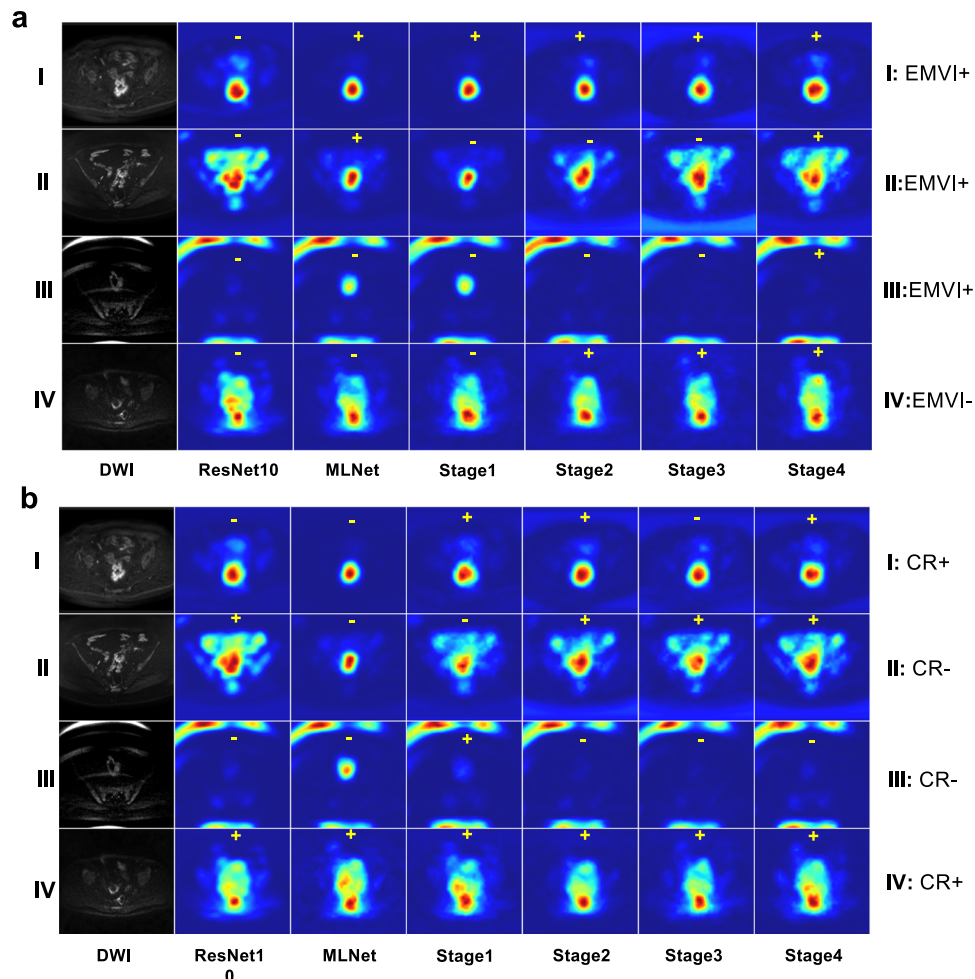 a
- + + + + +
I
I: EMVI+
- + - - - +
II
II:EMVI+
- - - - - +
III
III:EMVI+
- - - + + +
IV
IV:EMVI-
DWI ResNet10 MLNet Stage1 Stage2 Stage3 Stage4
b
- - + + - +
I
I: CR+
+ - - + + +
II
II: CR-
- - + - - -
III
III: CR-
+ + + + + +
IV
IV: CR+
DWI ResNet1 MLNet Stage1 Stage2 Stage3 Stage4
0